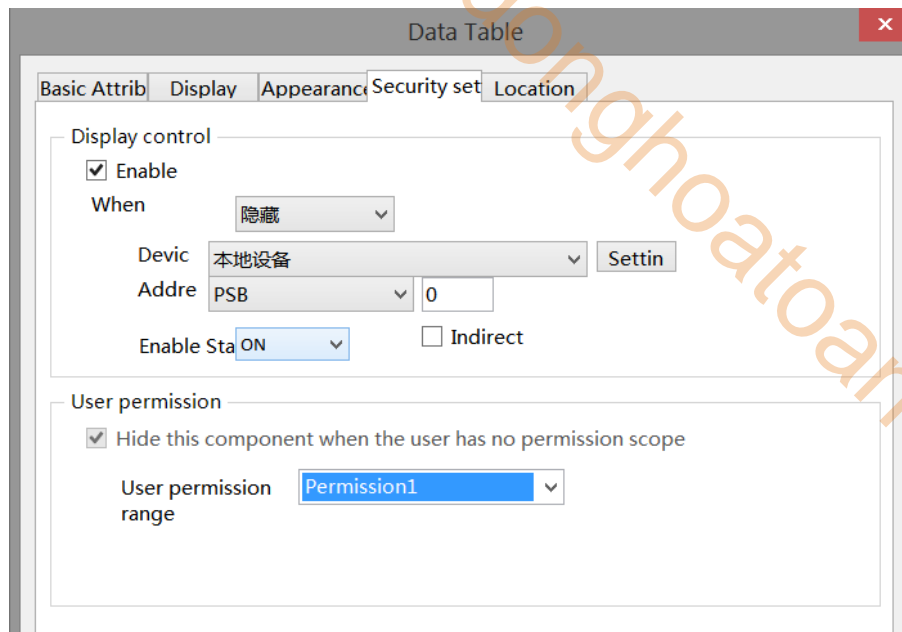 Data Table
Basic Attrib Display Appearance Security set Location
Display control
Enable
When 隐藏
Devic 本地设备 Settin
Addre PSB 0
Enable Sta ON Indirect
User permission
Hide this component when the user has no permission scope
User permission Permission1
range
donghoatoan